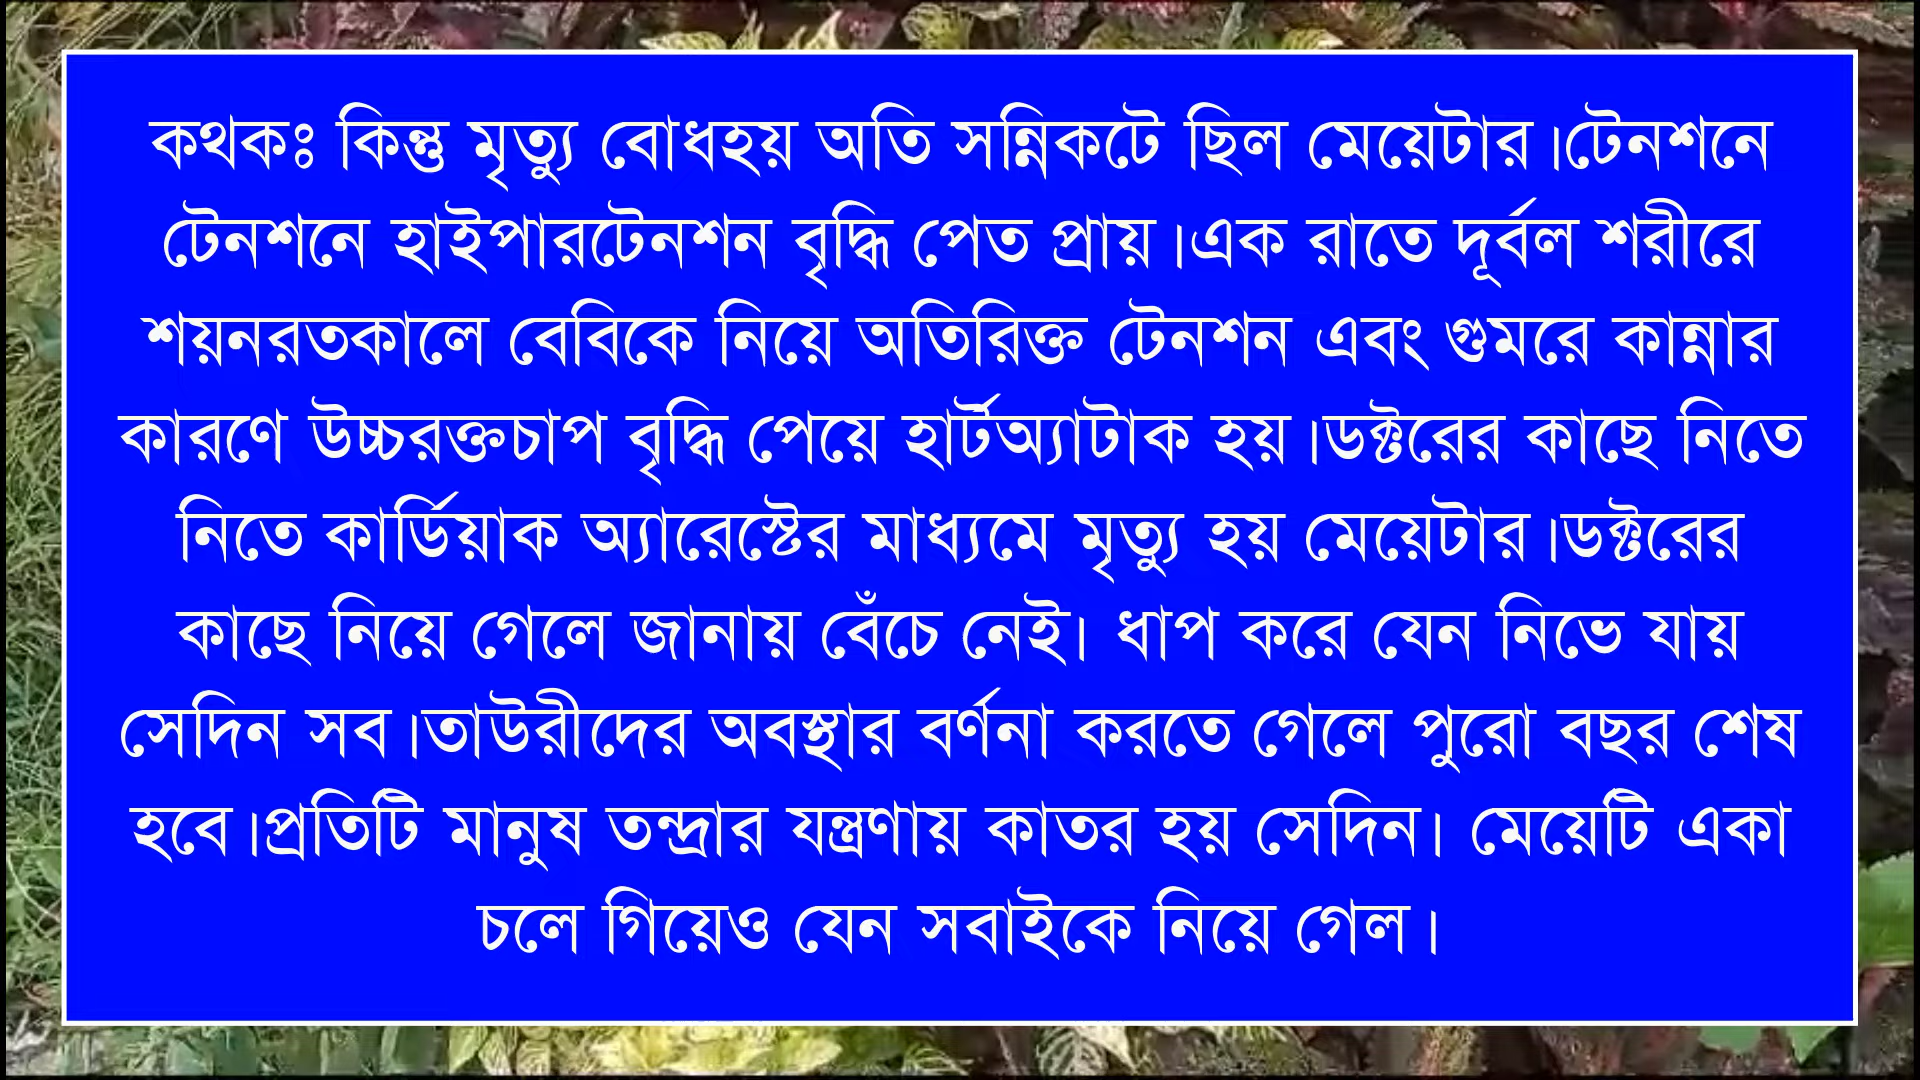 কথকঃ কিন্তু মৃত্যু বোধহয় অতি সন্নিকটে ছিল মেয়েটার।টেনশনে
টেনশনে হাইপারটেনশন বৃদ্ধি পেত প্রায়।এক রাতে দূর্বল শরীরে
শয়নরতকালে বেবিকে নিয়ে অতিরিক্ত টেনশন এবং গুমরে কান্নার
কারণে উচ্চরক্তচাপ বৃদ্ধি পেয়ে হার্টঅ্যাটাক হয়।ডক্টরের কাছে নিতে
নিতে কার্ডিয়াক অ্যারেস্টের মাধ্যমে মৃত্যু হয় মেয়েটার।ডক্টরের
কাছে নিয়ে গেলে জানায় বেঁচে নেই। ধাপ করে যেন নিভে যায়
সেদিন সব।তাউরীদের অবস্থার বর্ণনা করতে গেলে পুরো বছর শেষ
হবে।প্রতিটি মানুষ তন্দ্রার যন্ত্রণায় কাতর হয় সেদিন। মেয়েটি একা
চলে গিয়েও যেন সবাইকে নিয়ে গেল।